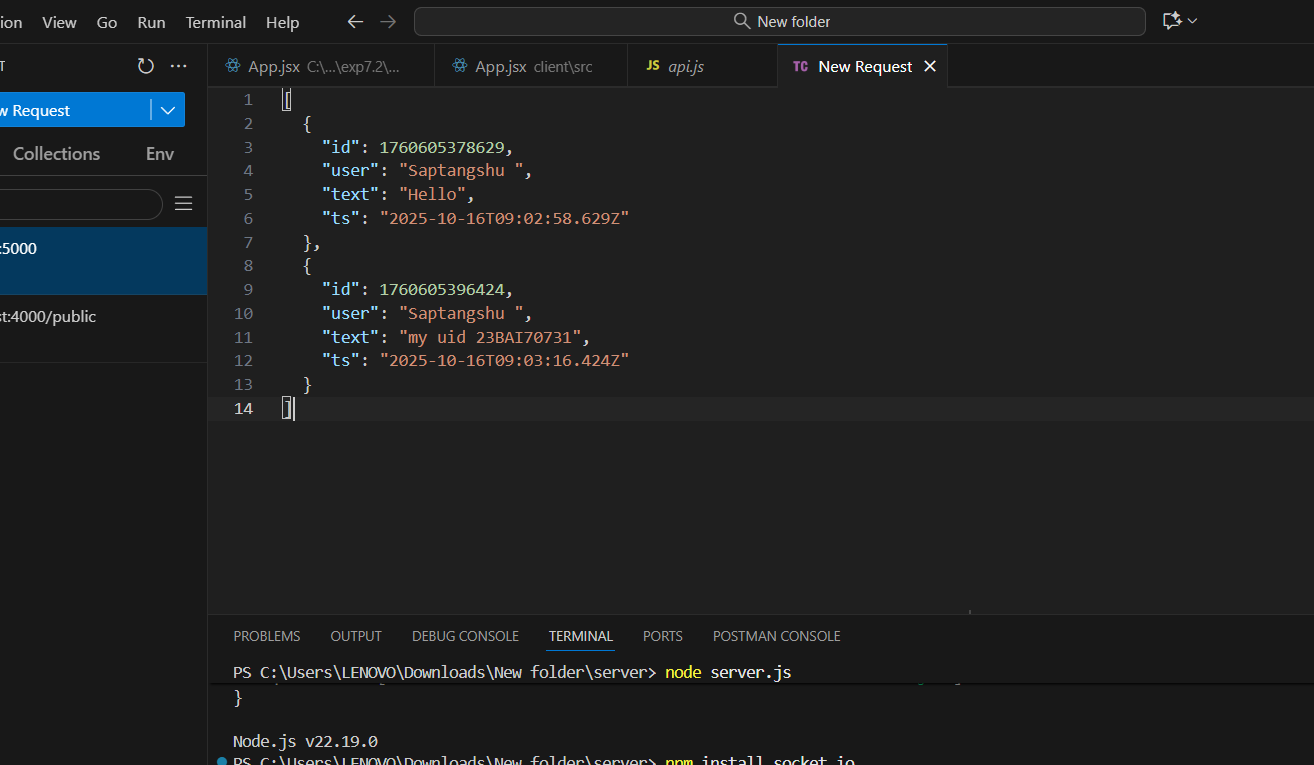 ion View Go Run Terminal Help New folder
T
App.jsx C:\...\exp7.2\...
App.jsx client\src
JS api.js
TC New Request
w Request
Collections Env
:5000
st:4000/public
1 [
2 {
3 "id": 1760605378629,
4 "user": "Saptangshu ",
5 "text": "Hello",
6 "ts": "2025-10-16T09:02:58.629Z"
7 },
8 {
9 "id": 1760605396424,
10 "user": "Saptangshu ",
11 "text": "my uid 23BAI70731",
12 "ts": "2025-10-16T09:03:16.424Z"
13 }
14 ]
PROBLEMS OUTPUT DEBUG CONSOLE TERMINAL PORTS POSTMAN CONSOLE
PS C:\Users\LENOVO\Downloads\New folder\server> node server.js
}
Node.js v22.19.0
PS C:\Users\LENOVO\Downloads\New folder\server> npm install socket.io